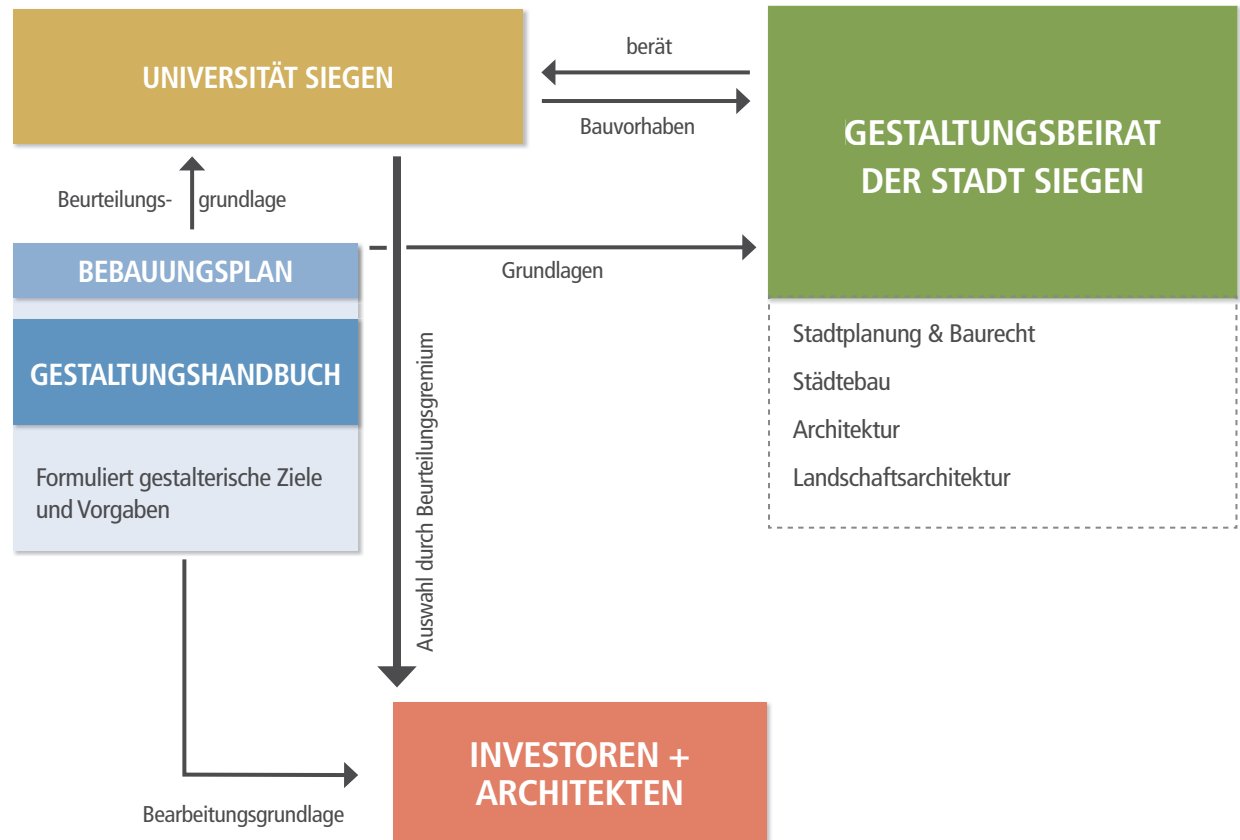 UNIVERSITÄT SIEGEN
berät
Bauvorhaben
GESTALTUNGSBEIRAT
DER STADT SIEGEN
Beurteilungs- grundlage
BEBAUUNGSPLAN
Grundlagen
GESTALTUNGSHANDBUCH
Formuliert gestalterische Ziele
und Vorgaben
Auswahl durch Beurteilungsgremium
Stadtplanung & Baurecht
Städtebau
Architektur
Landschaftsarchitektur
INVESTOREN +
ARCHITEKTEN
Bearbeitungsgrundlage